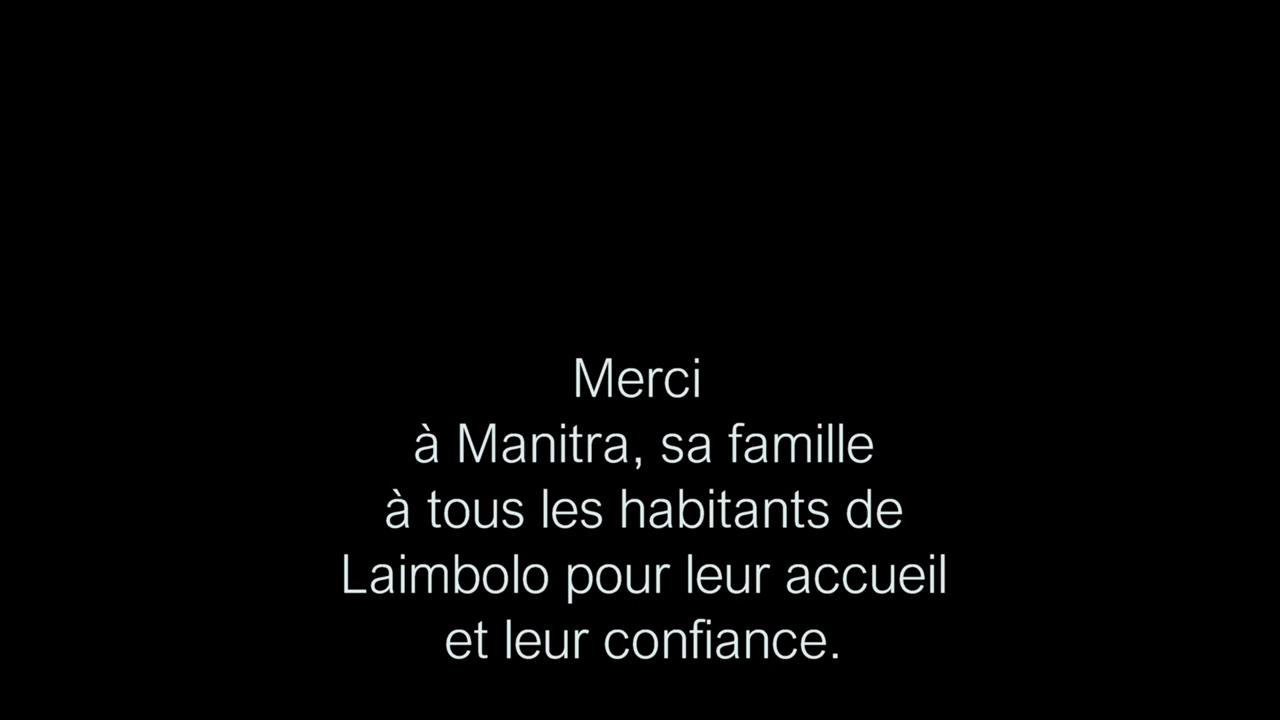 Merci
à Manitra, sa famille
à tous les habitants de
Laimbolo pour leur accueil
et leur confiance.